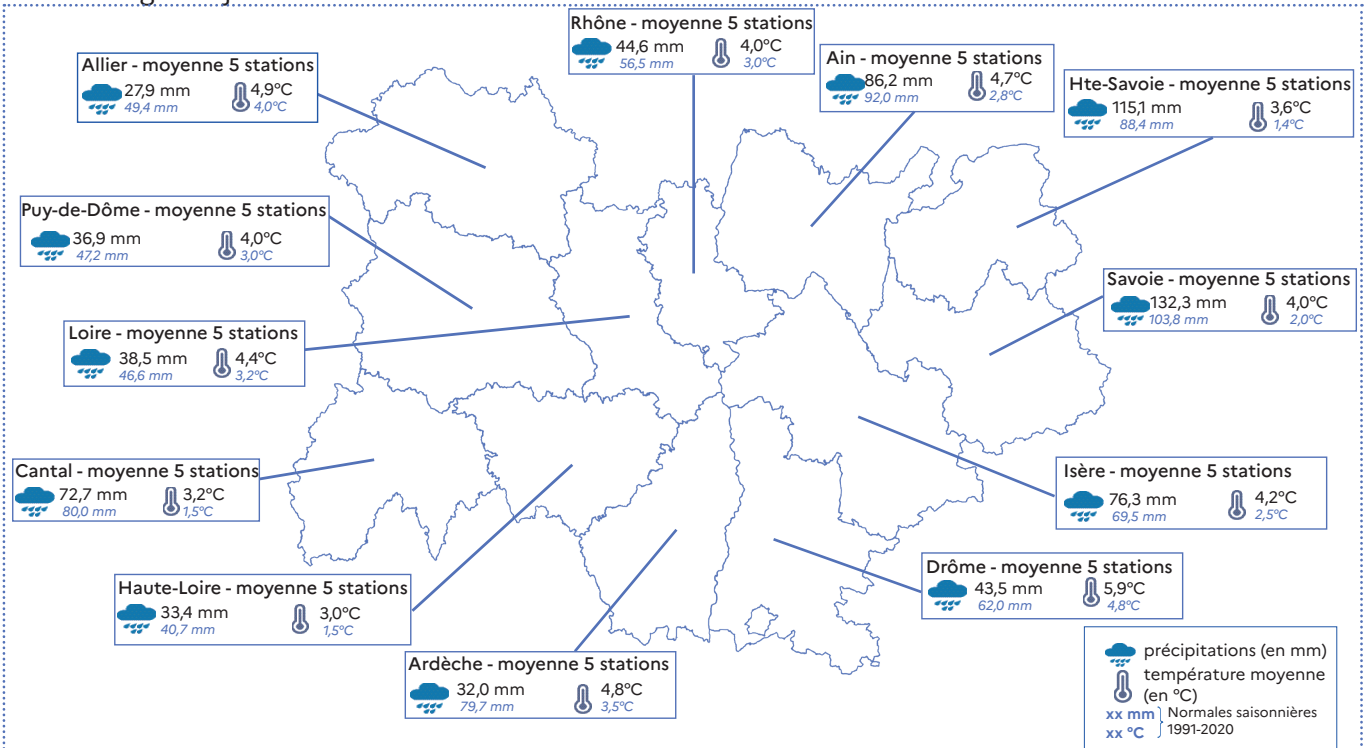 Rhône - moyenne 5 stations
44,6 mm 4,0°C
56,5 mm 3,0°C
Allier - moyenne 5 stations
27,9 mm 4,9°C
49,4 mm 4,0°C
Ain - moyenne 5 stations
86,2 mm 4,7°C
92,0 mm 2,8°C
Hte-Savoie - moyenne 5 stations
115,1 mm 3,6°C
88,4 mm 1,4°C
Puy-de-Dôme - moyenne 5 stations
36,9 mm 4,0°C
47,2 mm 3,0°C
Savoie - moyenne 5 stations
132,3 mm 4,0°C
103,8 mm 2,0°C
Loire - moyenne 5 stations
38,5 mm 4,4°C
46,6 mm 3,2°C
Cantal - moyenne 5 stations
72,7 mm 3,2°C
80,0 mm 1,5°C
Isère - moyenne 5 stations
76,3 mm 4,2°C
69,5 mm 2,5°C
Drôme - moyenne 5 stations
43,5 mm 5,9°C
62,0 mm 4,8°C
Haute-Loire - moyenne 5 stations
33,4 mm 3,0°C
40,7 mm 1,5°C
Ardèche - moyenne 5 stations
32,0 mm 4,8°C
79,7 mm 3,5°C
précipitations (en mm)
température moyenne
(en °C)
xx mm Normales saisonnières
xx °C 1991-2020